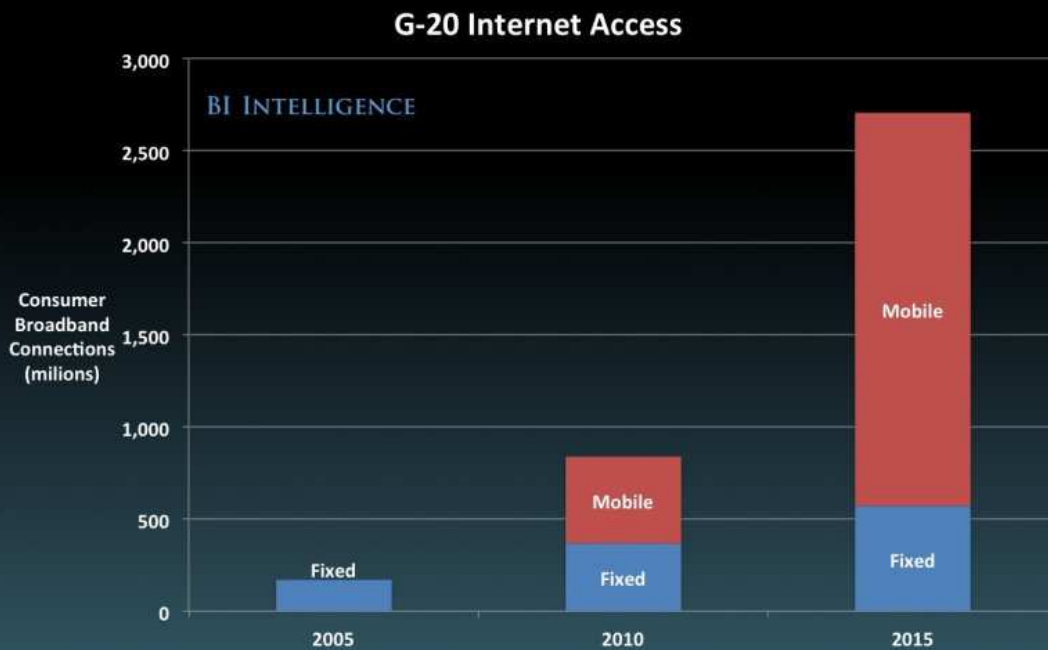 G-20 Internet Access
BI INTELLIGENCE
3,000
2,500
2,000
1,500
1,000
500
0
Consumer
Broadband
Connections
(milions)
Fixed
Mobile
Fixed
Mobile
Fixed
2005
2010
2015